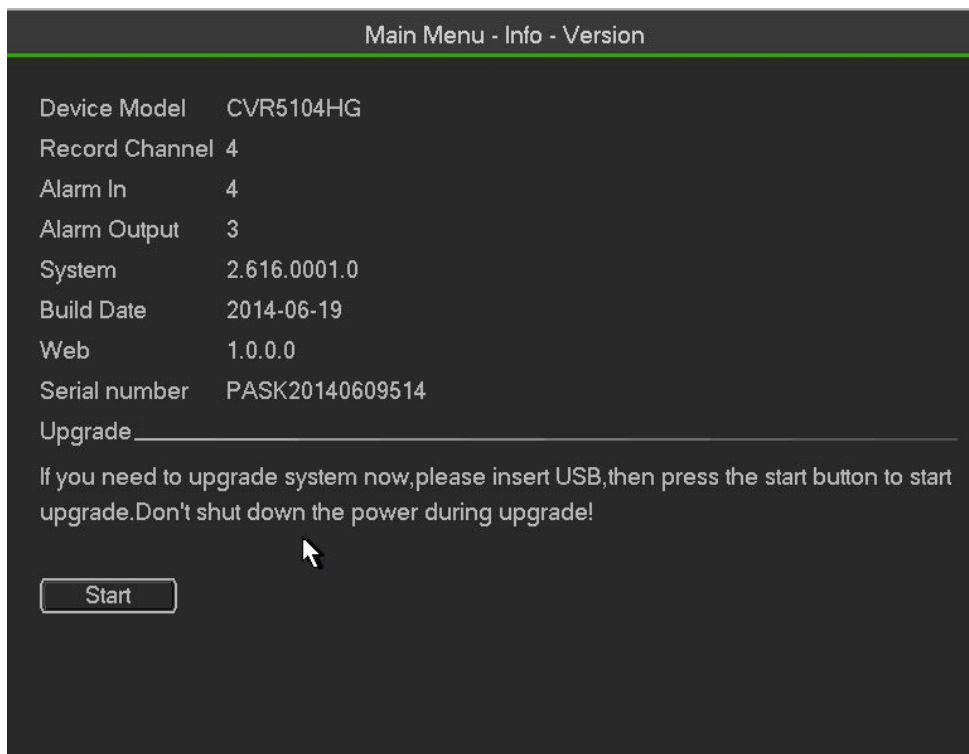 Main Menu - Info - Version
Device Model CVR5104HG
Record Channel 4
Alarm In 4
Alarm Output 3
System 2.616.0001.0
Build Date 2014-06-19
Web 1.0.0.0
Serial number PASK20140609514
Upgrade
If you need to upgrade system now,please insert USB,then press the start button to start
upgrade.Don't shut down the power during upgrade!
Start